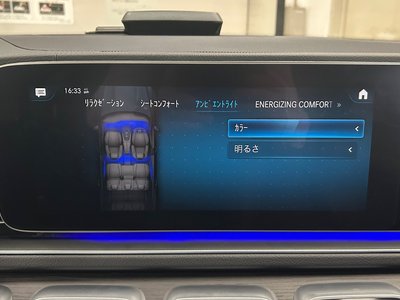 16:33
ﾘﾗｸｾﾞｰｼｮﾝ ｼｰﾄｺﾝﾌｫｰﾄ ｱﾝﾋﾞｴﾝﾄﾗｲﾄ ENERGIZING COMFORT »
ｶﾗｰ
明るさ